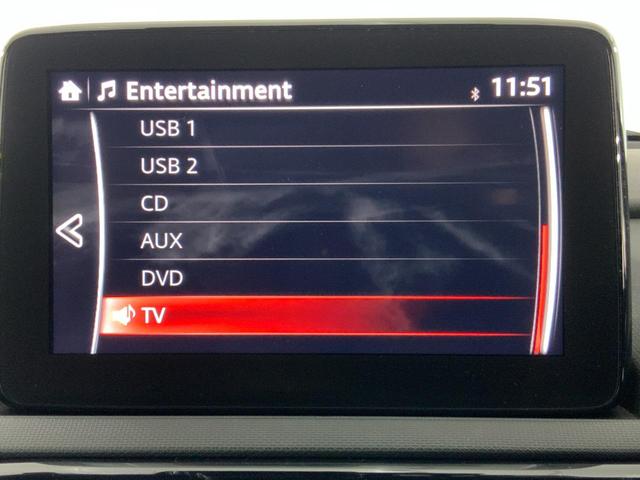 Entertainment 11:51
USB 1
USB 2
CD
AUX
DVD
TV